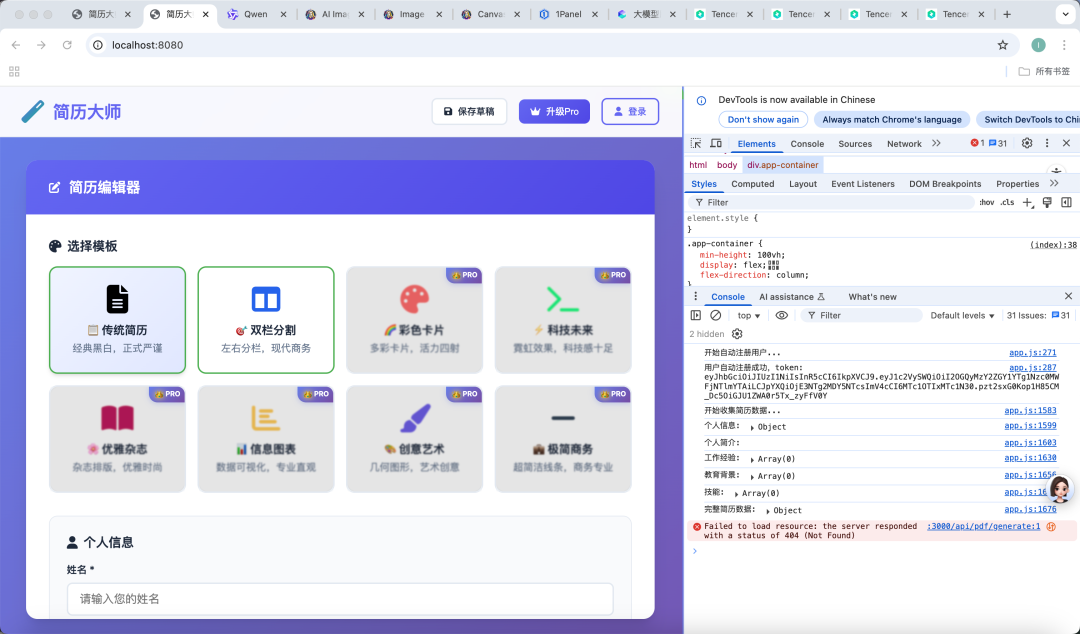 简历大
简历大
Qwen
AI Ima
Image
Canva
1Panel
大模型
Tencer
Tencer
Tencer
Tencer
localhost:8080
所有书签
简历大师
保存草稿
升级Pro
登录
简历编辑器
选择模板
传统简历
经典黑白，正式严谨
双栏分割
左右分栏，现代商务
PRO
彩色卡片
多彩卡片，活力四射
PRO
科技未来
霓虹效果，科技感十足
PRO
优雅杂志
杂志排版，优雅时尚
PRO
信息图表
数据可视化，专业直观
PRO
创意艺术
几何图形，艺术创意
PRO
极简商务
超简洁线条，商务专业
个人信息
姓名 *
请输入您的姓名
DevTools is now available in Chinese
Don't show again
Always match Chrome's language
Switch DevTools to Chi
Elements
Console
Sources
Network
1
31
html
body
div.app-container
Styles
Computed
Layout
Event Listeners
DOM Breakpoints
Properties
Filter
:hov
.cls
element.style {
}
.app-container {
(index):38
min-height: 100vh;
display: flex;
flex-direction: column;
}
Console
AI assistance
What's new
top
Filter
Default levels
31 Issues:
31
2 hidden
开始自动注册用户...
app.js:271
用户自动注册成功, token:
app.js:287
开始收集简历数据...
app.js:1583
个人信息: Object
app.js:1599
个人简介:
app.js:1603
工作经验: Array(0)
app.js:1630
教育背景: Array(0)
app.js:1656
技能: Array(0)
完整简历数据: Object
app.js:1676
Failed to load resource: the server responded
:3000/api/pdf/generate:1
with a status of 404 (Not Found)